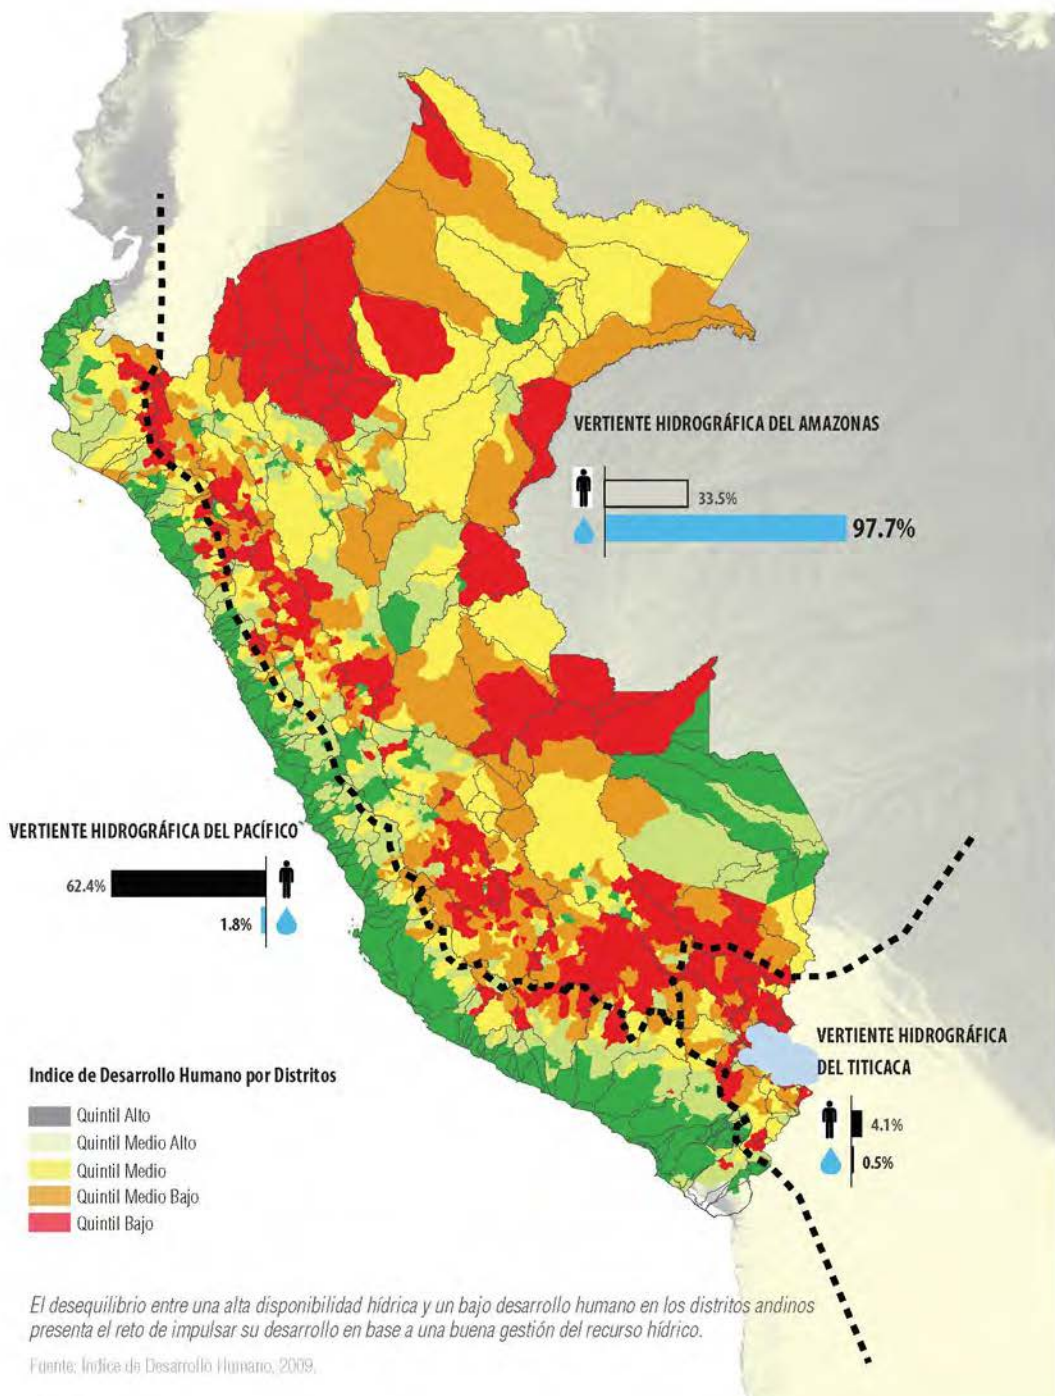 VERTIENTE HIDROGRÁFICA DEL AMAZONAS
33.5%
97.7%
VERTIENTE HIDROGRÁFICA DEL PACÍFICO
62.4%
1.8%
VERTIENTE HIDROGRÁFICA
DEL TITICACA
4.1%
0.5%
Indice de Desarrollo Humano por Distritos
Quintil Alto
Quintil Medio Alto
Quintil Medio
Quintil Medio Bajo
Quintil Bajo
El desequilibrio entre una alta disponibilidad hídrica y un bajo desarrollo humano en los distritos andinos
presenta el reto de impulsar su desarrollo en base a una buena gestión del recurso hídrico.
Fuente: Índice de Desarrollo Humano, 2009.